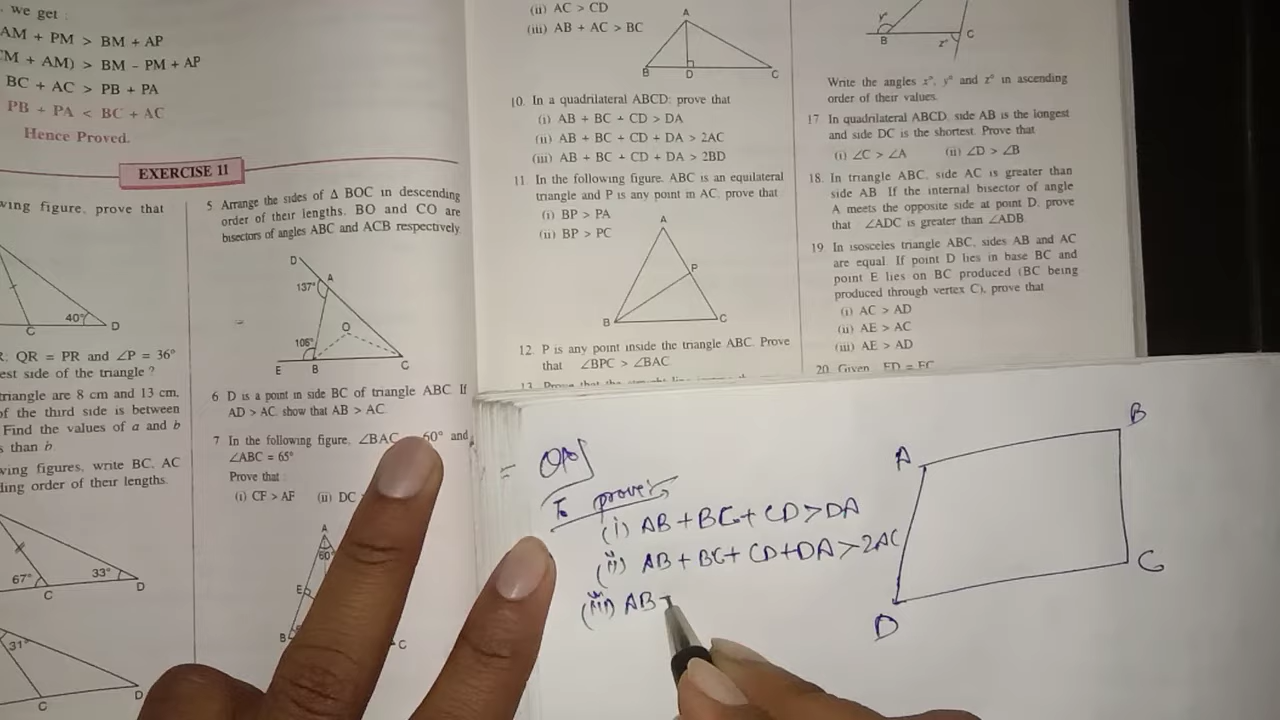 we get :
AM + PM > BM + AP
M + AM) > BM – PM + AP
BC + AC > PB + PA
PB + PA < BC + AC
Hence Proved.
EXERCISE 11
wing figure, prove that
40°
C
D
QR = PR and ∠P = 36°
est side of the triangle ?
triangle are 8 cm and 13 cm,
of the third side is between
Find the values of a and b
s than b
wing figures, write BC, AC
ding order of their lengths.
67°
33°
C
D
31°
C
D
5 Arrange the sides of Δ BOC in descending
order of their lengths. BO and CO are
bisectors of angles ABC and ACB respectively
D
A
137°
O
106°
E
B
C
6 D is a point in side BC of triangle ABC. If
AD > AC, show that AB > AC.
7 In the following figure, ∠BAC 60° and
∠ABC = 65°
Prove that
(i) CF > AF (ii) DC
A
60°
E
B
C
(ii) AC > CD
(iii) AB + AC > BC
A
B
D
C
10. In a quadrilateral ABCD; prove that
(i) AB + BC + CD > DA
(ii) AB + BC + CD + DA > 2AC
(iii) AB + BC + CD + DA > 2BD
11. In the following figure, ABC is an equilateral
triangle and P is any point in AC, prove that
(i) BP > PA
(ii) BP > PC
A
P
B
C
12. P is any point inside the triangle ABC. Prove
that ∠BPC > ∠BAC
13 Prove that the straight line
y°
B
z°
C
Write the angles x°, y° and z° in ascending
order of their values.
17 In quadrilateral ABCD, side AB is the longest
and side DC is the shortest. Prove that
(i) ∠C > ∠A (ii) ∠D > ∠B
18. In triangle ABC, side AC is greater than
side AB If the internal bisector of angle
A meets the opposite side at point D, prove
that ∠ADC is greater than ∠ADB
19. In isosceles triangle ABC, sides AB and AC
are equal. If point D lies in base BC and
point E lies on BC produced (BC being
produced through vertex C), prove that
(i) AC > AD
(ii) AE > AC
(iii) AE > AD
20 Given ED = EC
To prove:
(i) AB + BC + CD > DA
(ii) AB + BC + CD + DA > 2AC
(iii) AB
A
B
C
D